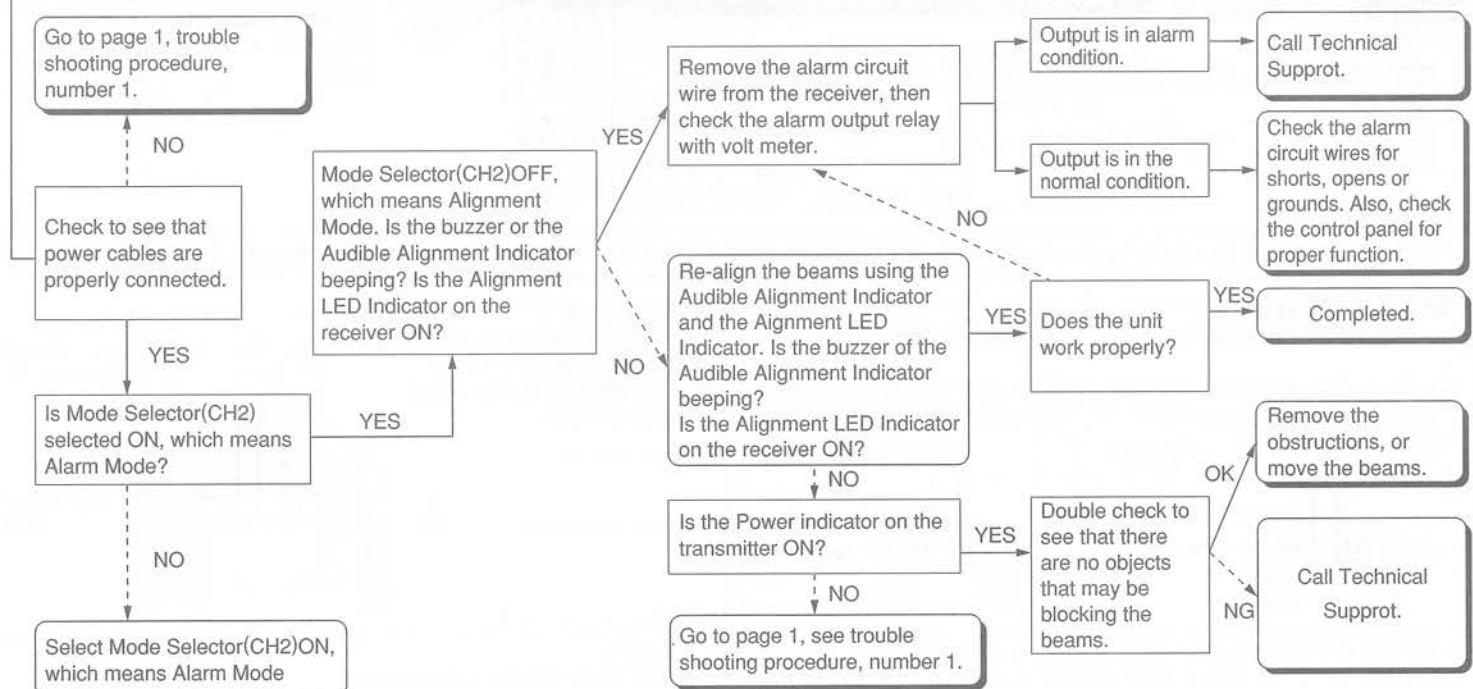 Go to page 1, trouble
shooting procedure,
number 1.
NO
Check to see that
power cables are
properly connected.
YES
Is Mode Selector(CH2)
selected ON, which means
Alarm Mode?
NO
Select Mode Selector(CH2)ON,
which means Alarm Mode
YES
Mode Selector(CH2)OFF,
which means Alignment
Mode. Is the buzzer or the
Audible Alignment Indicator
beeping? Is the Alignment
LED Indicator on the
receiver ON?
YES
Remove the alarm circuit
wire from the receiver, then
check the alarm output relay
with volt meter.
Output is in alarm
condition.
Call Technical
Supprot.
Output is in the
normal condition.
Check the alarm
circuit wires for
shorts, opens or
grounds. Also, check
the control panel for
proper function.
NO
NO
Re-align the beams using the
Audible Alignment Indicator
and the Aignment LED
Indicator. Is the buzzer of the
Audible Alignment Indicator
beeping?
Is the Alignment LED Indicator
on the receiver ON?
YES
Does the unit
work properly?
YES
Completed.
NO
Is the Power indicator on the
transmitter ON?
YES
Double check to
see that there
are no objects
that may be
blocking the
beams.
OK
Remove the
obstructions, or
move the beams.
NG
Call Technical
Supprot.
NO
Go to page 1, see trouble
shooting procedure, number 1.